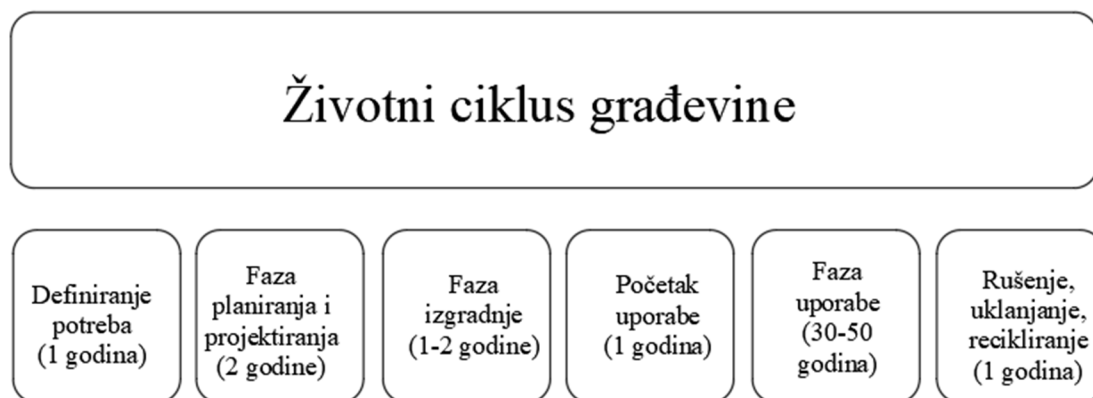 Životni ciklus građevine
Definiranje
potreba
(1 godina)
Faza
planiranja i
projektiranja
(2 godine)
Faza
izgradnje
(1-2 godine)
Početak
uporabe
(1 godina)
Faza
uporabe
(30-50
godina)
Rušenje,
uklanjanje,
recikliranje
(1 godina)